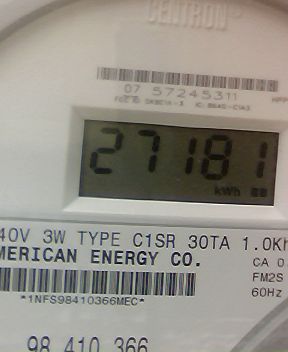 CENTRON
07 57245311
27181
kWh
40V 3W TYPE C1SR 30TA 1.0Kh
MERICAN ENERGY CO.
CA 0.
FM2S
60Hz
*1NFS98410366MEC*
98 410 366